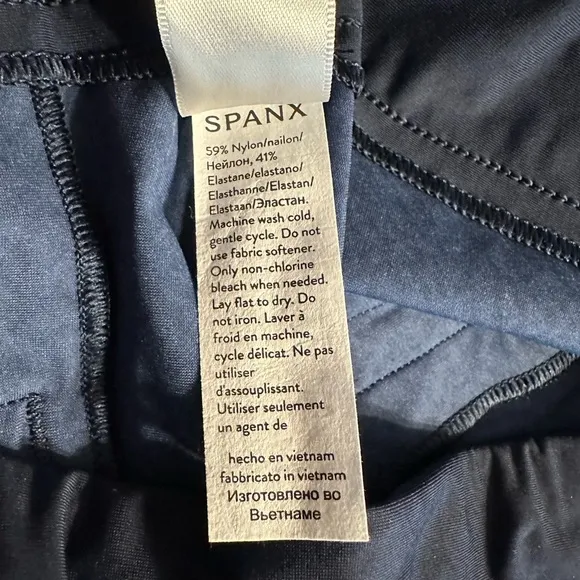 SPANX
59% Nylon/nailon/
Нейлон, 41%
Elastane/elastano/
Elasthanne/Elastan/
Elastaan/Эластан.
Machine wash cold,
gentle cycle. Do not
use fabric softener.
Only non-chlorine
bleach when needed.
Lay flat to dry. Do
not iron. Laver à
froid en machine,
cycle délicat. Ne pas
utiliser
d'assouplissant.
Utiliser seulement
un agent de
hecho en vietnam
fabbricato in vietnam
Изготовлено во
Вьетнаме